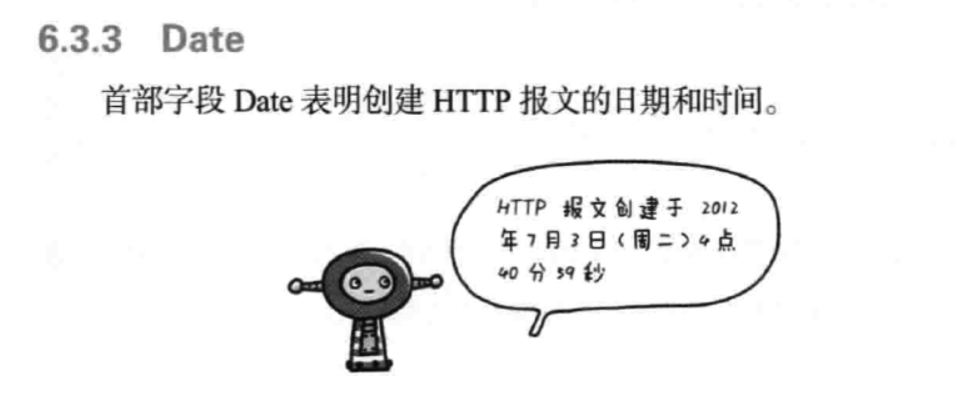 6.3.3 Date
首部字段 Date 表明创建 HTTP 报文的日期和时间。
HTTP 报文创建于 2012
年7月3日(周二)4点
40分59秒